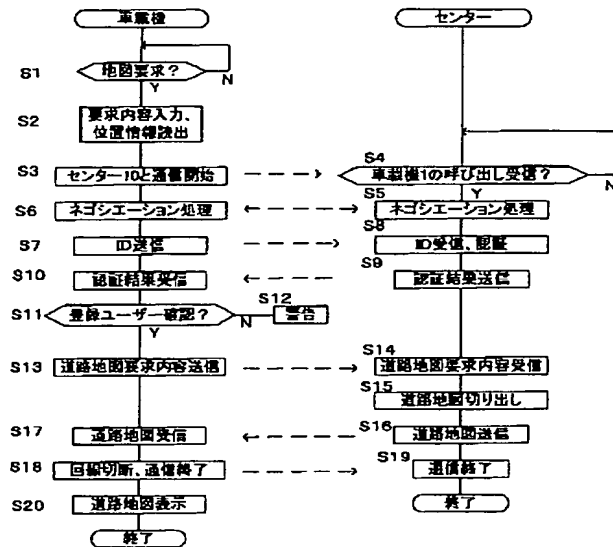 車載機
センター
S1
地図要求？
N
Y
S2
要求内容入力、
位置情報読出
S3
センター10と通信開始
S4
車載機1の呼び出し受信？
N
Y
S5
S6
ネゴシエーション処理
ネゴシエーション処理
S7
ID送信
S8
ID受信、認証
S9
S10
認証結果受信
認証結果送信
S11
登録ユーザー確認？
N
S12
警告
Y
S13
道路地図要求内容送信
S14
道路地図要求内容受信
S15
道路地図切り出し
S16
S17
道路地図受信
道路地図送信
S18
回線切断、通信終了
S19
通信終了
S20
道路地図表示
終了
終了